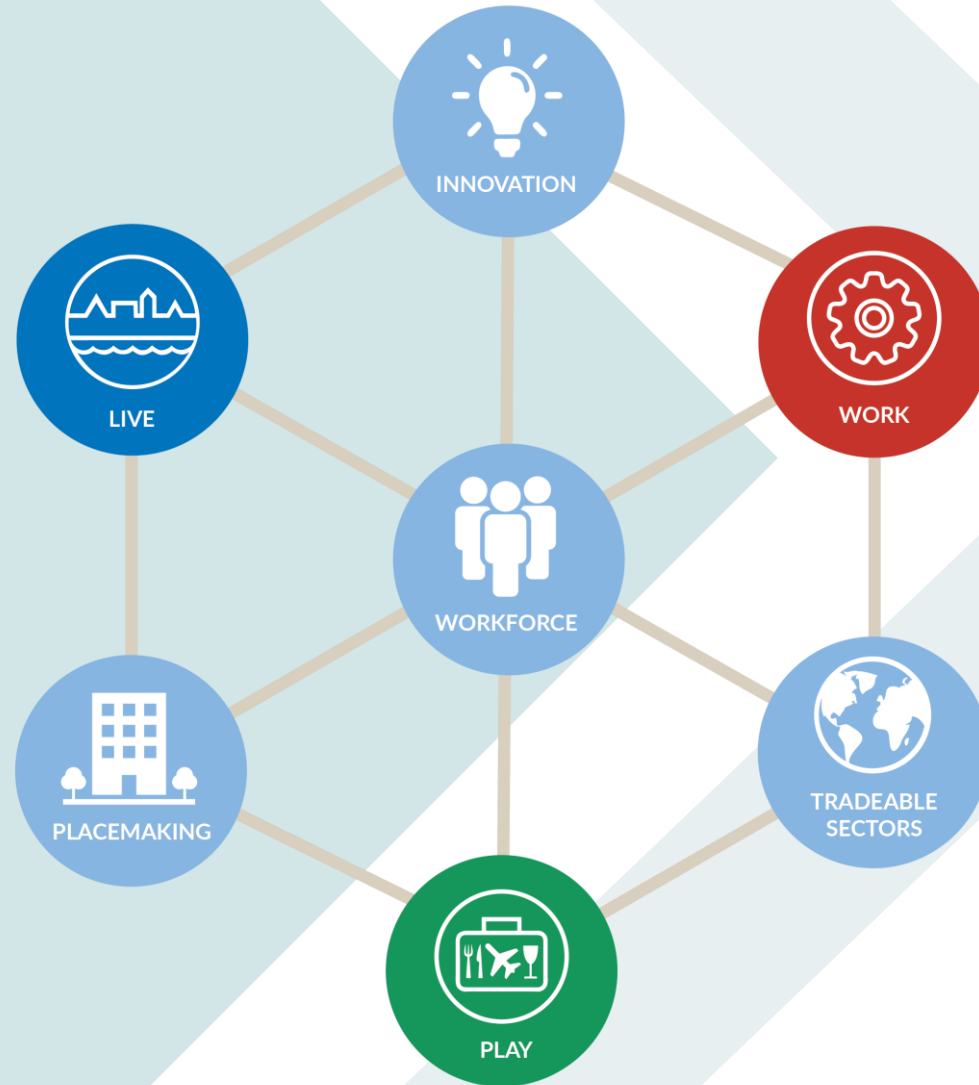 INNOVATION
LIVE
WORK
WORKFORCE
PLACEMAKING
TRADEABLE
SECTORS
PLAY